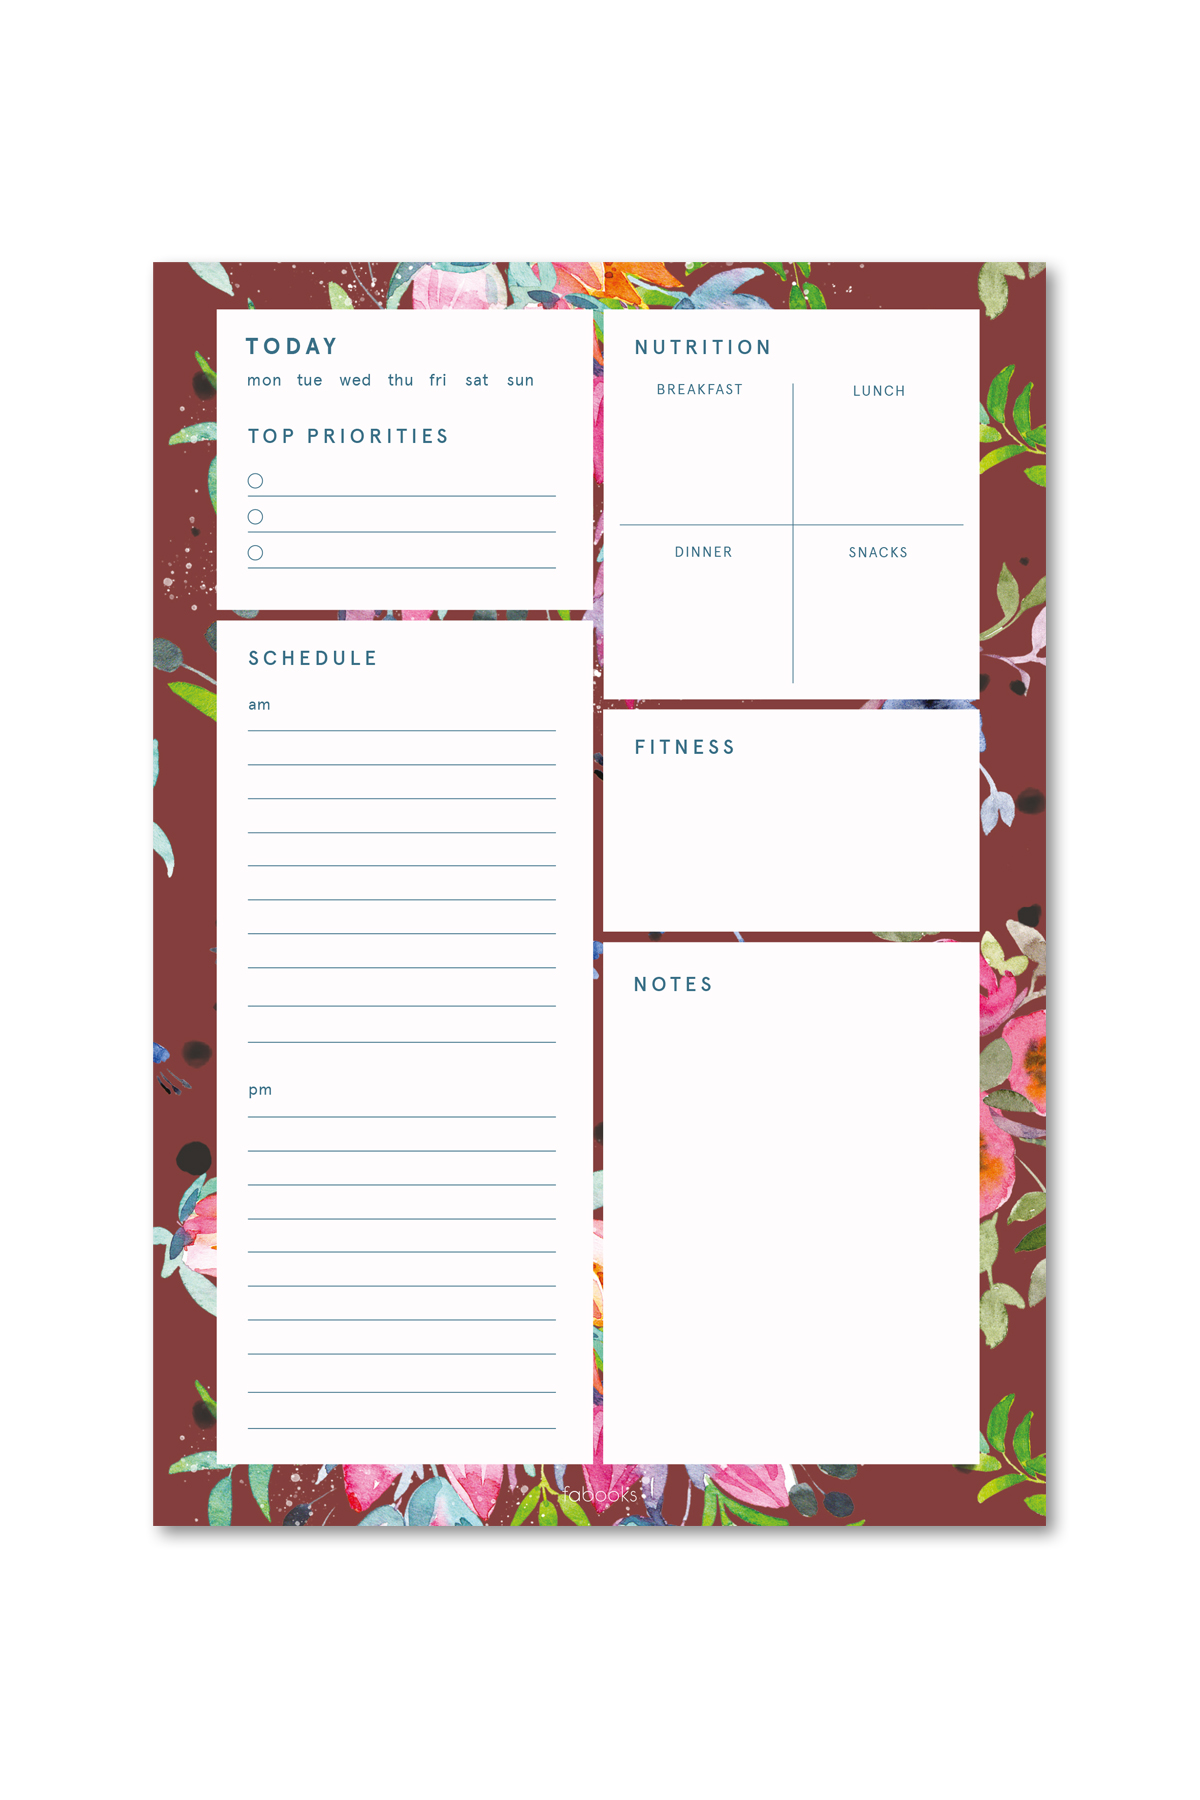 TODAY
mon tue wed thu fri sat sun
TOP PRIORITIES
SCHEDULE
am
pm
NUTRITION
BREAKFAST LUNCH
DINNER SNACKS
FITNESS
NOTES
fabooks